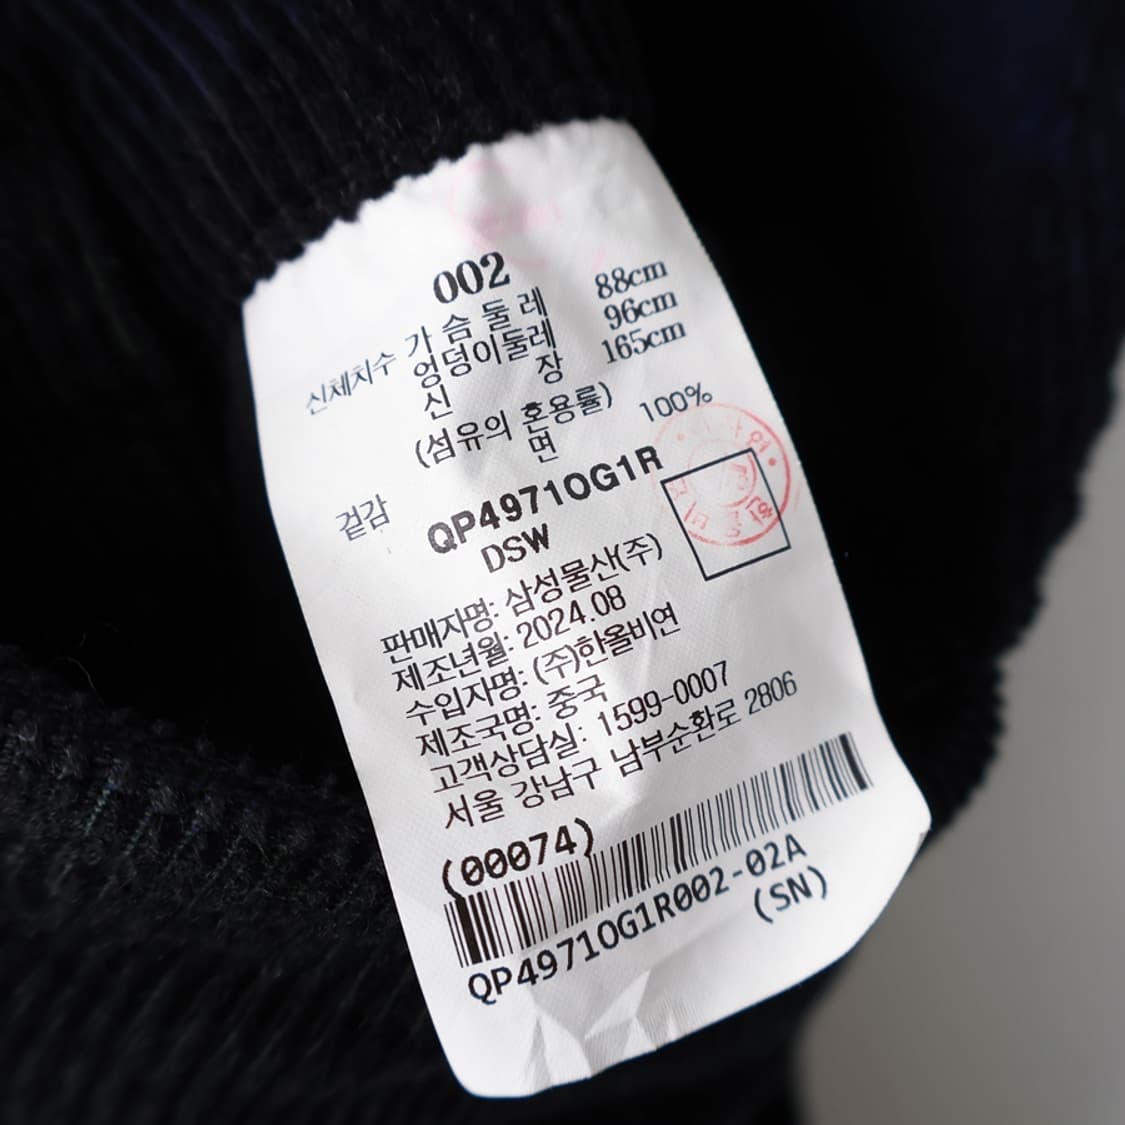 002
신체치수 가슴둘레 88cm
엉덩이둘레 96cm
신장 165cm
(섬유의 혼용률)
겉감 면 100%
QP4971OG1R
DSW
판매자명: 삼성물산(주)
제조년월: 2024.08
수입자명: (주)한올비연
제조국명: 중국
고객상담실: 1599-0007
서울 강남구 남부순환로 2806
(00074)
QP4971OG1R002-02A
(SN)